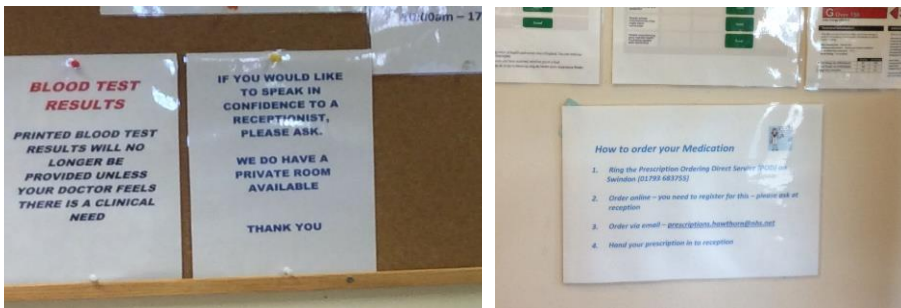 10:00am – 17
BLOOD TEST
RESULTS
PRINTED BLOOD TEST
RESULTS WILL NO
LONGER BE
PROVIDED UNLESS
YOUR DOCTOR FEELS
THERE IS A CLINICAL
NEED
IF YOU WOULD LIKE
TO SPEAK IN
CONFIDENCE TO A
RECEPTIONIST,
PLEASE ASK.
WE DO HAVE A
PRIVATE ROOM
AVAILABLE
THANK YOU
How to order your Medication
1. Ring the Prescription Ordering Direct Service (POD) on
Swindon (01793 683755)
2. Order online – you need to register for this – please ask at
reception
3. Order via email – prescriptions.hawthorn@nhs.net
4. Hand your prescription in to reception